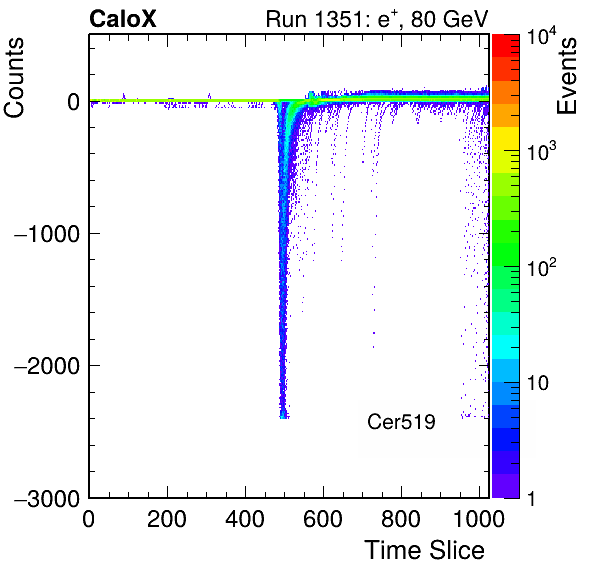 CaloX Run 1351: e⁺, 80 GeV
Counts
Events
0
−1000
−2000
−3000
0 200 400 600 800 1000
Time Slice
Cer519
10⁴
10³
10²
10
1